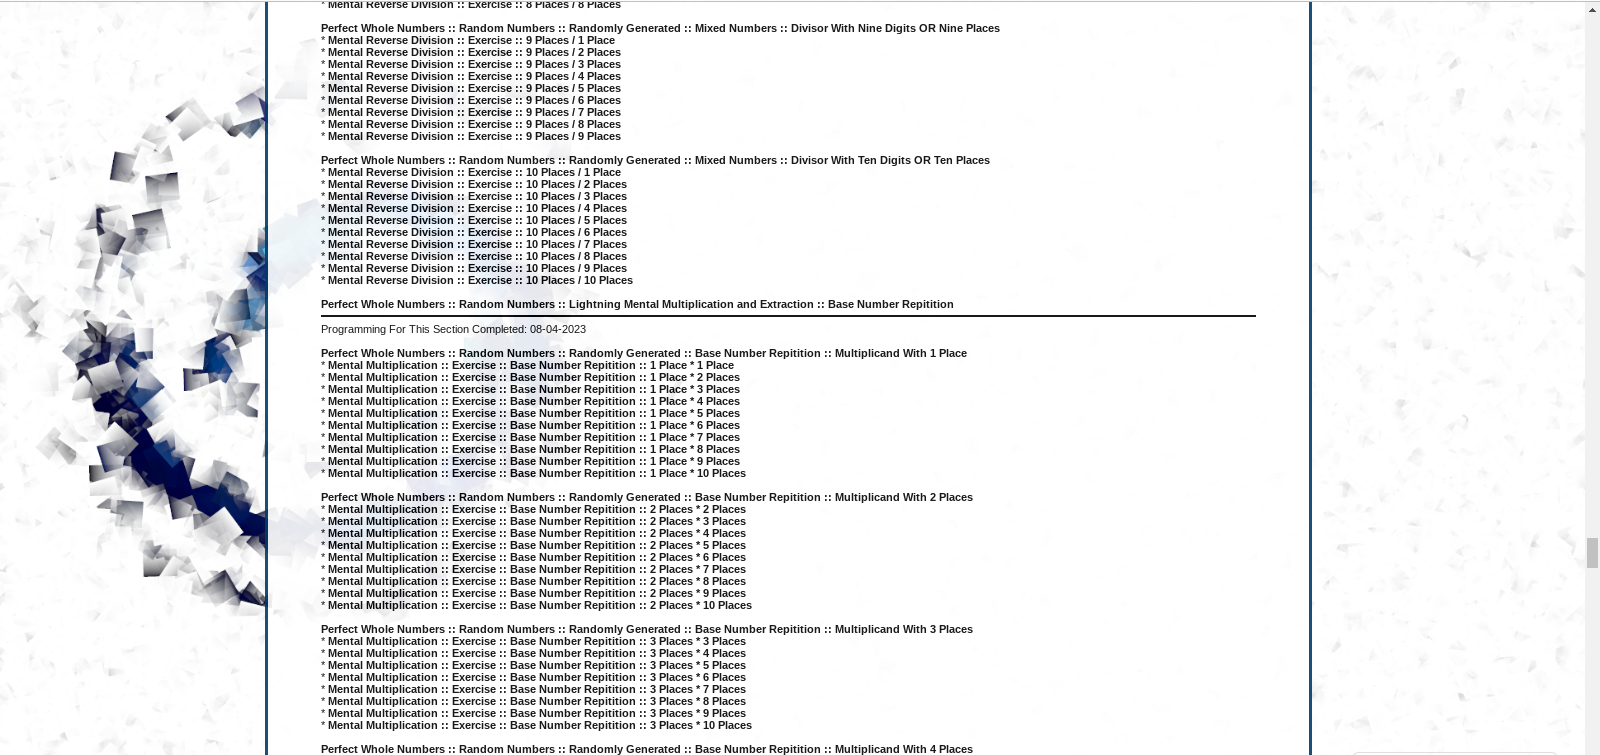 * Mental Reverse Division :: Exercise :: 8 Places / 8 Places
Perfect Whole Numbers :: Random Numbers :: Randomly Generated :: Mixed Numbers :: Divisor With Nine Digits OR Nine Places
* Mental Reverse Division :: Exercise :: 9 Places / 1 Place
* Mental Reverse Division :: Exercise :: 9 Places / 2 Places
* Mental Reverse Division :: Exercise :: 9 Places / 3 Places
* Mental Reverse Division :: Exercise :: 9 Places / 4 Places
* Mental Reverse Division :: Exercise :: 9 Places / 5 Places
* Mental Reverse Division :: Exercise :: 9 Places / 6 Places
* Mental Reverse Division :: Exercise :: 9 Places / 7 Places
* Mental Reverse Division :: Exercise :: 9 Places / 8 Places
* Mental Reverse Division :: Exercise :: 9 Places / 9 Places
Perfect Whole Numbers :: Random Numbers :: Randomly Generated :: Mixed Numbers :: Divisor With Ten Digits OR Ten Places
* Mental Reverse Division :: Exercise :: 10 Places / 1 Place
* Mental Reverse Division :: Exercise :: 10 Places / 2 Places
* Mental Reverse Division :: Exercise :: 10 Places / 3 Places
* Mental Reverse Division :: Exercise :: 10 Places / 4 Places
* Mental Reverse Division :: Exercise :: 10 Places / 5 Places
* Mental Reverse Division :: Exercise :: 10 Places / 6 Places
* Mental Reverse Division :: Exercise :: 10 Places / 7 Places
* Mental Reverse Division :: Exercise :: 10 Places / 8 Places
* Mental Reverse Division :: Exercise :: 10 Places / 9 Places
* Mental Reverse Division :: Exercise :: 10 Places / 10 Places
Perfect Whole Numbers :: Random Numbers :: Lightning Mental Multiplication and Extraction :: Base Number Repitition
Programming For This Section Completed: 08-04-2023
Perfect Whole Numbers :: Random Numbers :: Randomly Generated :: Base Number Repitition :: Multiplicand With 1 Place
* Mental Multiplication :: Exercise :: Base Number Repitition :: 1 Place * 1 Place
* Mental Multiplication :: Exercise :: Base Number Repitition :: 1 Place * 2 Places
* Mental Multiplication :: Exercise :: Base Number Repitition :: 1 Place * 3 Places
* Mental Multiplication :: Exercise :: Base Number Repitition :: 1 Place * 4 Places
* Mental Multiplication :: Exercise :: Base Number Repitition :: 1 Place * 5 Places
* Mental Multiplication :: Exercise :: Base Number Repitition :: 1 Place * 6 Places
* Mental Multiplication :: Exercise :: Base Number Repitition :: 1 Place * 7 Places
* Mental Multiplication :: Exercise :: Base Number Repitition :: 1 Place * 8 Places
* Mental Multiplication :: Exercise :: Base Number Repitition :: 1 Place * 9 Places
* Mental Multiplication :: Exercise :: Base Number Repitition :: 1 Place * 10 Places
Perfect Whole Numbers :: Random Numbers :: Randomly Generated :: Base Number Repitition :: Multiplicand With 2 Places
* Mental Multiplication :: Exercise :: Base Number Repitition :: 2 Places * 2 Places
* Mental Multiplication :: Exercise :: Base Number Repitition :: 2 Places * 3 Places
* Mental Multiplication :: Exercise :: Base Number Repitition :: 2 Places * 4 Places
* Mental Multiplication :: Exercise :: Base Number Repitition :: 2 Places * 5 Places
* Mental Multiplication :: Exercise :: Base Number Repitition :: 2 Places * 6 Places
* Mental Multiplication :: Exercise :: Base Number Repitition :: 2 Places * 7 Places
* Mental Multiplication :: Exercise :: Base Number Repitition :: 2 Places * 8 Places
* Mental Multiplication :: Exercise :: Base Number Repitition :: 2 Places * 9 Places
* Mental Multiplication :: Exercise :: Base Number Repitition :: 2 Places * 10 Places
Perfect Whole Numbers :: Random Numbers :: Randomly Generated :: Base Number Repitition :: Multiplicand With 3 Places
* Mental Multiplication :: Exercise :: Base Number Repitition :: 3 Places * 3 Places
* Mental Multiplication :: Exercise :: Base Number Repitition :: 3 Places * 4 Places
* Mental Multiplication :: Exercise :: Base Number Repitition :: 3 Places * 5 Places
* Mental Multiplication :: Exercise :: Base Number Repitition :: 3 Places * 6 Places
* Mental Multiplication :: Exercise :: Base Number Repitition :: 3 Places * 7 Places
* Mental Multiplication :: Exercise :: Base Number Repitition :: 3 Places * 8 Places
* Mental Multiplication :: Exercise :: Base Number Repitition :: 3 Places * 9 Places
* Mental Multiplication :: Exercise :: Base Number Repitition :: 3 Places * 10 Places
Perfect Whole Numbers :: Random Numbers :: Randomly Generated :: Base Number Repitition :: Multiplicand With 4 Places